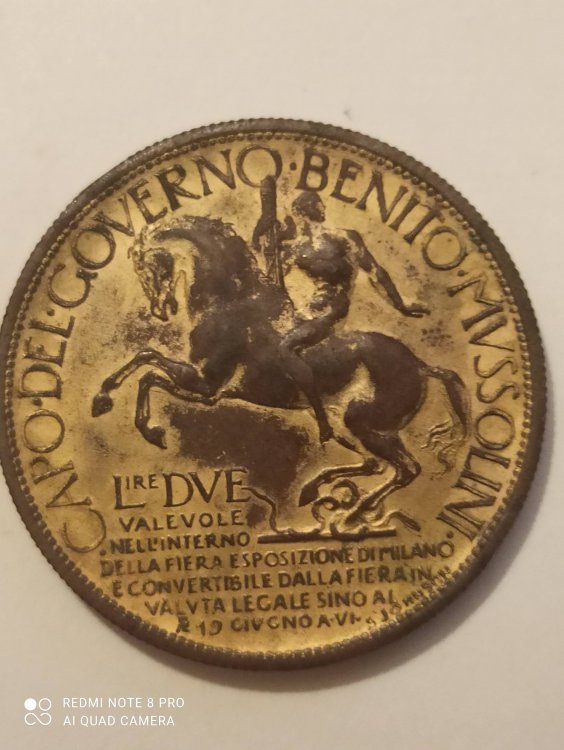 CAPO·DEL·GOVERNO·BENITO·MVSSOLINI·
LIRE DVE
VALEVOLE
NELL'INTERNO
DELLA FIERA ESPOSIZIONE DI MILANO
E CONVERTIBILE DALLA FIERA IN
VALVTA LEGALE SINO AL
19 GIVGNO A·VI·
REDMI NOTE 8 PRO
AI QUAD CAMERA